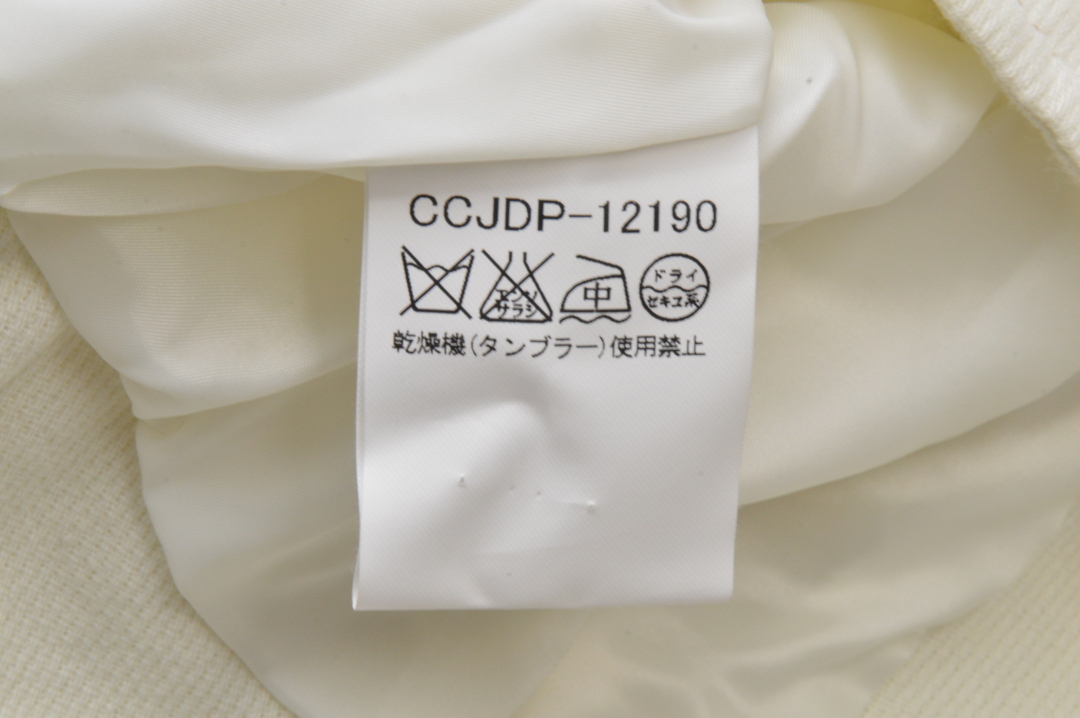 CCJDP-12190
エンソ
サラシ
中
ドライ
セキユ系
乾燥機(タンブラー)使用禁止